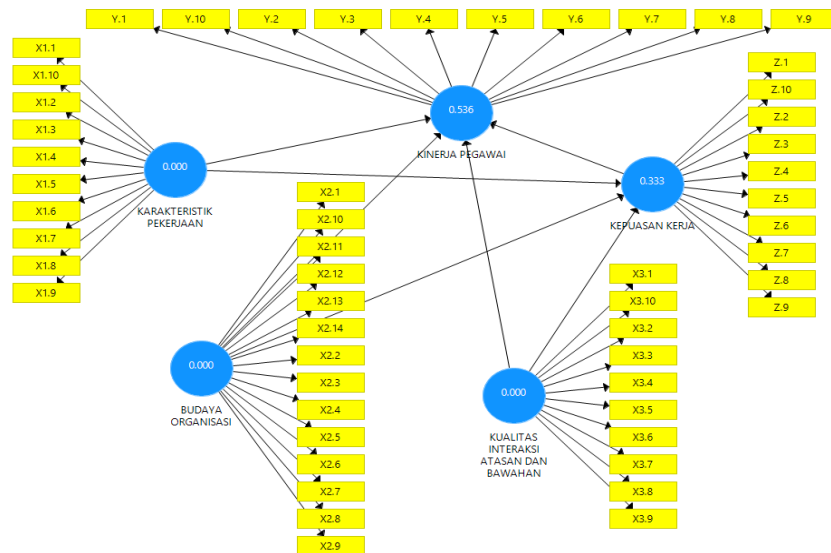 Y.1
Y.10
Y.2
Y.3
Y.4
Y.5
Y.6
Y.7
Y.8
Y.9
X1.1
X1.10
X1.2
X1.3
X1.4
X1.5
X1.6
X1.7
X1.8
X1.9
0.000
KARAKTERISTIK
PEKERJAAN
0.536
KINERJA PEGAWAI
Z.1
Z.10
Z.2
Z.3
Z.4
Z.5
Z.6
Z.7
Z.8
Z.9
0.333
KEPUASAN KERJA
X2.1
X2.10
X2.11
X2.12
X2.13
X2.14
X2.2
X2.3
X2.4
X2.5
X2.6
X2.7
X2.8
X2.9
0.000
BUDAYA
ORGANISASI
X3.1
X3.10
X3.2
X3.3
X3.4
X3.5
X3.6
X3.7
X3.8
X3.9
0.000
KUALITAS
INTERAKSI
ATASAN DAN
BAWAHAN